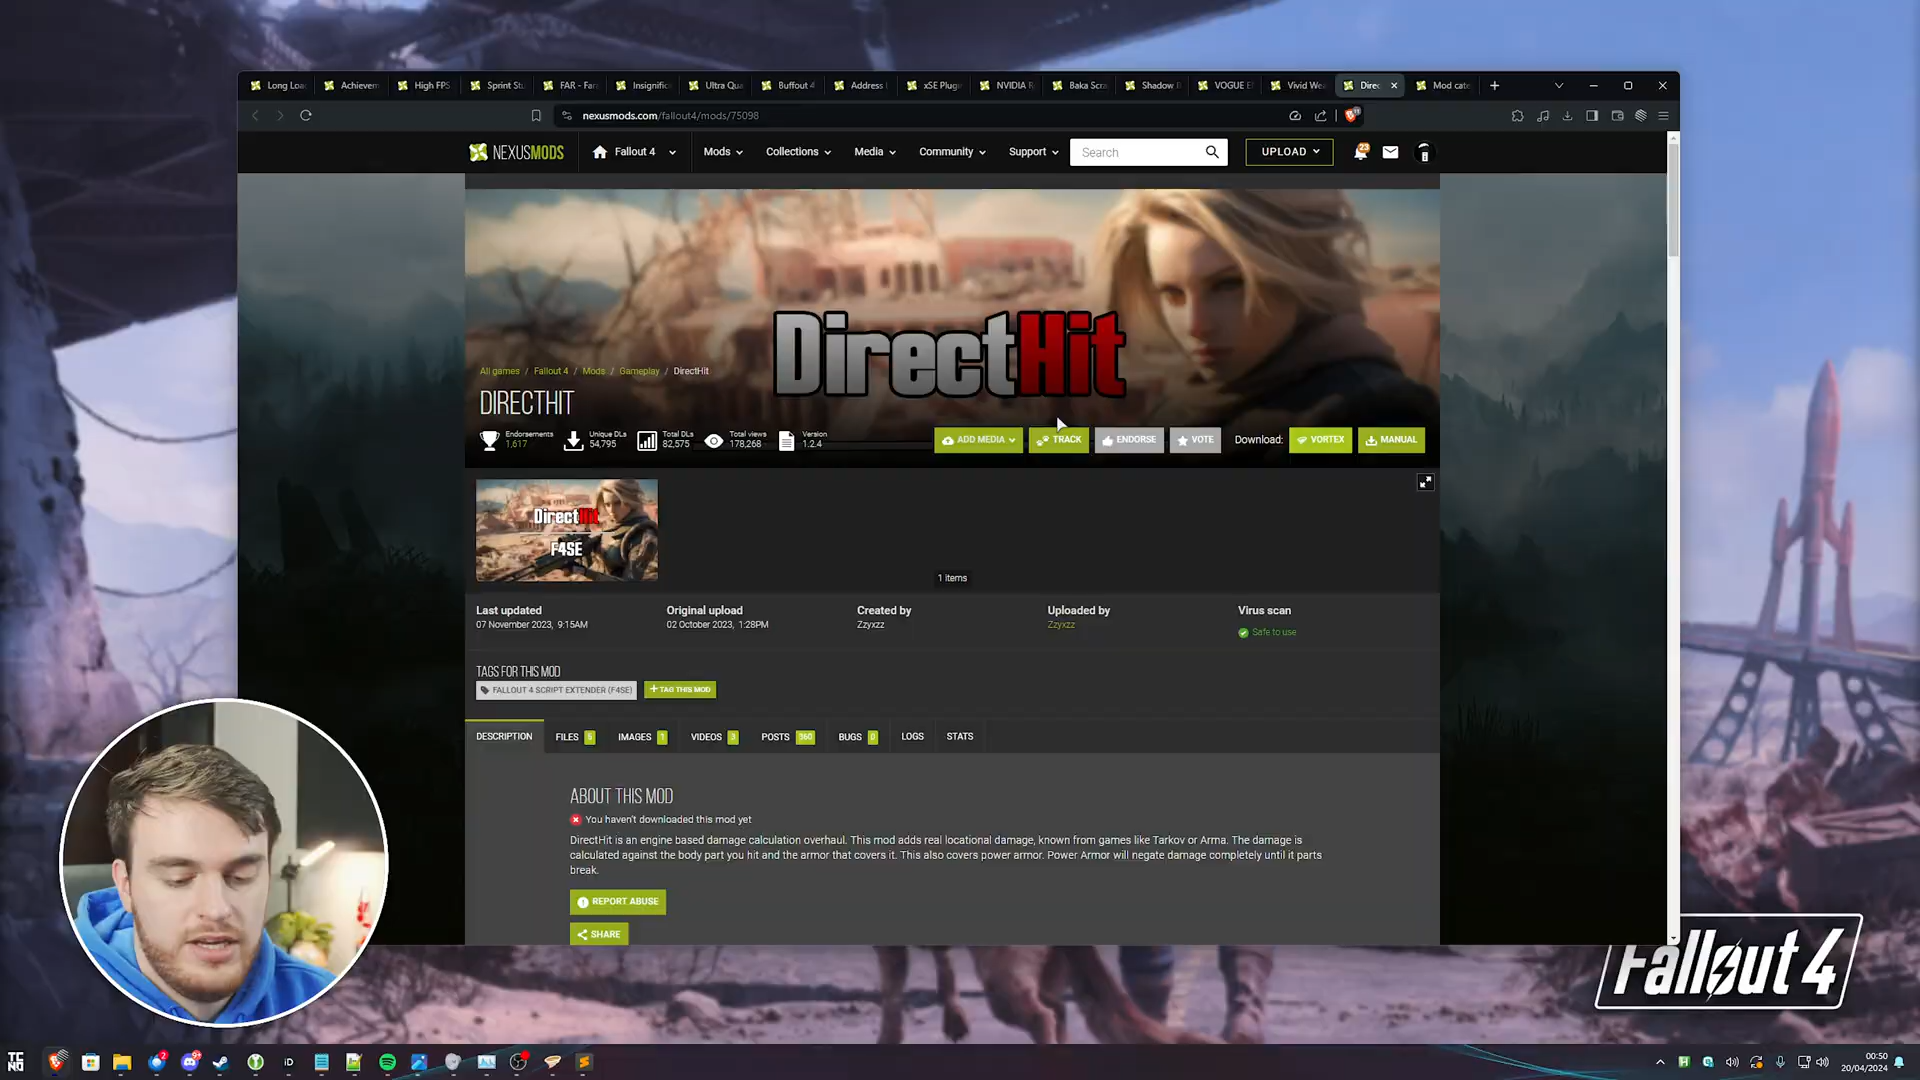 Long Loa
Achievem
High FPS
Sprint Stu
FAR - Far
Insignific
Ultra Qua
Buffout 4
Address
xSE Plug
NVIDIA R
Baka Scra
Shadow
VOGUE E
Vivid We
Direc
Mod cate
nexusmods.com/fallout4/mods/75098
NEXUSMODS
Fallout 4
Mods
Collections
Media
Community
Support
Search
UPLOAD
23
DirectHit
All games / Fallout 4 / Mods / Gameplay / DirectHit
DIRECTHIT
Endorsements
1,617
Unique DLs
54,795
Total DLs
82,575
Total views
178,268
Version
1.2.4
ADD MEDIA
TRACK
ENDORSE
VOTE
Download:
VORTEX
MANUAL
DirectHit
F4SE
1 items
Last updated
07 November 2023, 9:15AM
Original upload
02 October 2023, 1:28PM
Created by
Zzyxzz
Uploaded by
Zzyxzz
Virus scan
Safe to use
TAGS FOR THIS MOD
FALLOUT 4 SCRIPT EXTENDER (F4SE)
+ TAG THIS MOD
DESCRIPTION
FILES 5
IMAGES 1
VIDEOS 3
POSTS 360
BUGS 0
LOGS
STATS
ABOUT THIS MOD
You haven't downloaded this mod yet
DirectHit is an engine based damage calculation overhaul. This mod adds real locational damage, known from games like Tarkov or Arma. The damage is
calculated against the body part you hit and the armor that covers it. This also covers power armor. Power Armor will negate damage completely until it parts
break.
REPORT ABUSE
SHARE
Fallout 4
TC
NO
00:50
20/04/2024